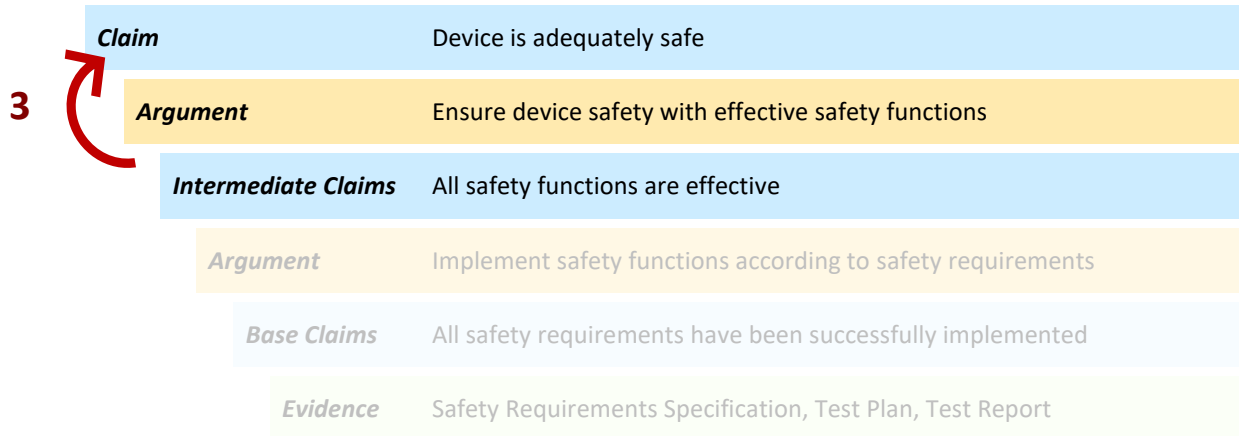 Claim Device is adequately safe
3
Argument Ensure device safety with effective safety functions
Intermediate Claims All safety functions are effective
Argument Implement safety functions according to safety requirements
Base Claims All safety requirements have been successfully implemented
Evidence Safety Requirements Specification, Test Plan, Test Report